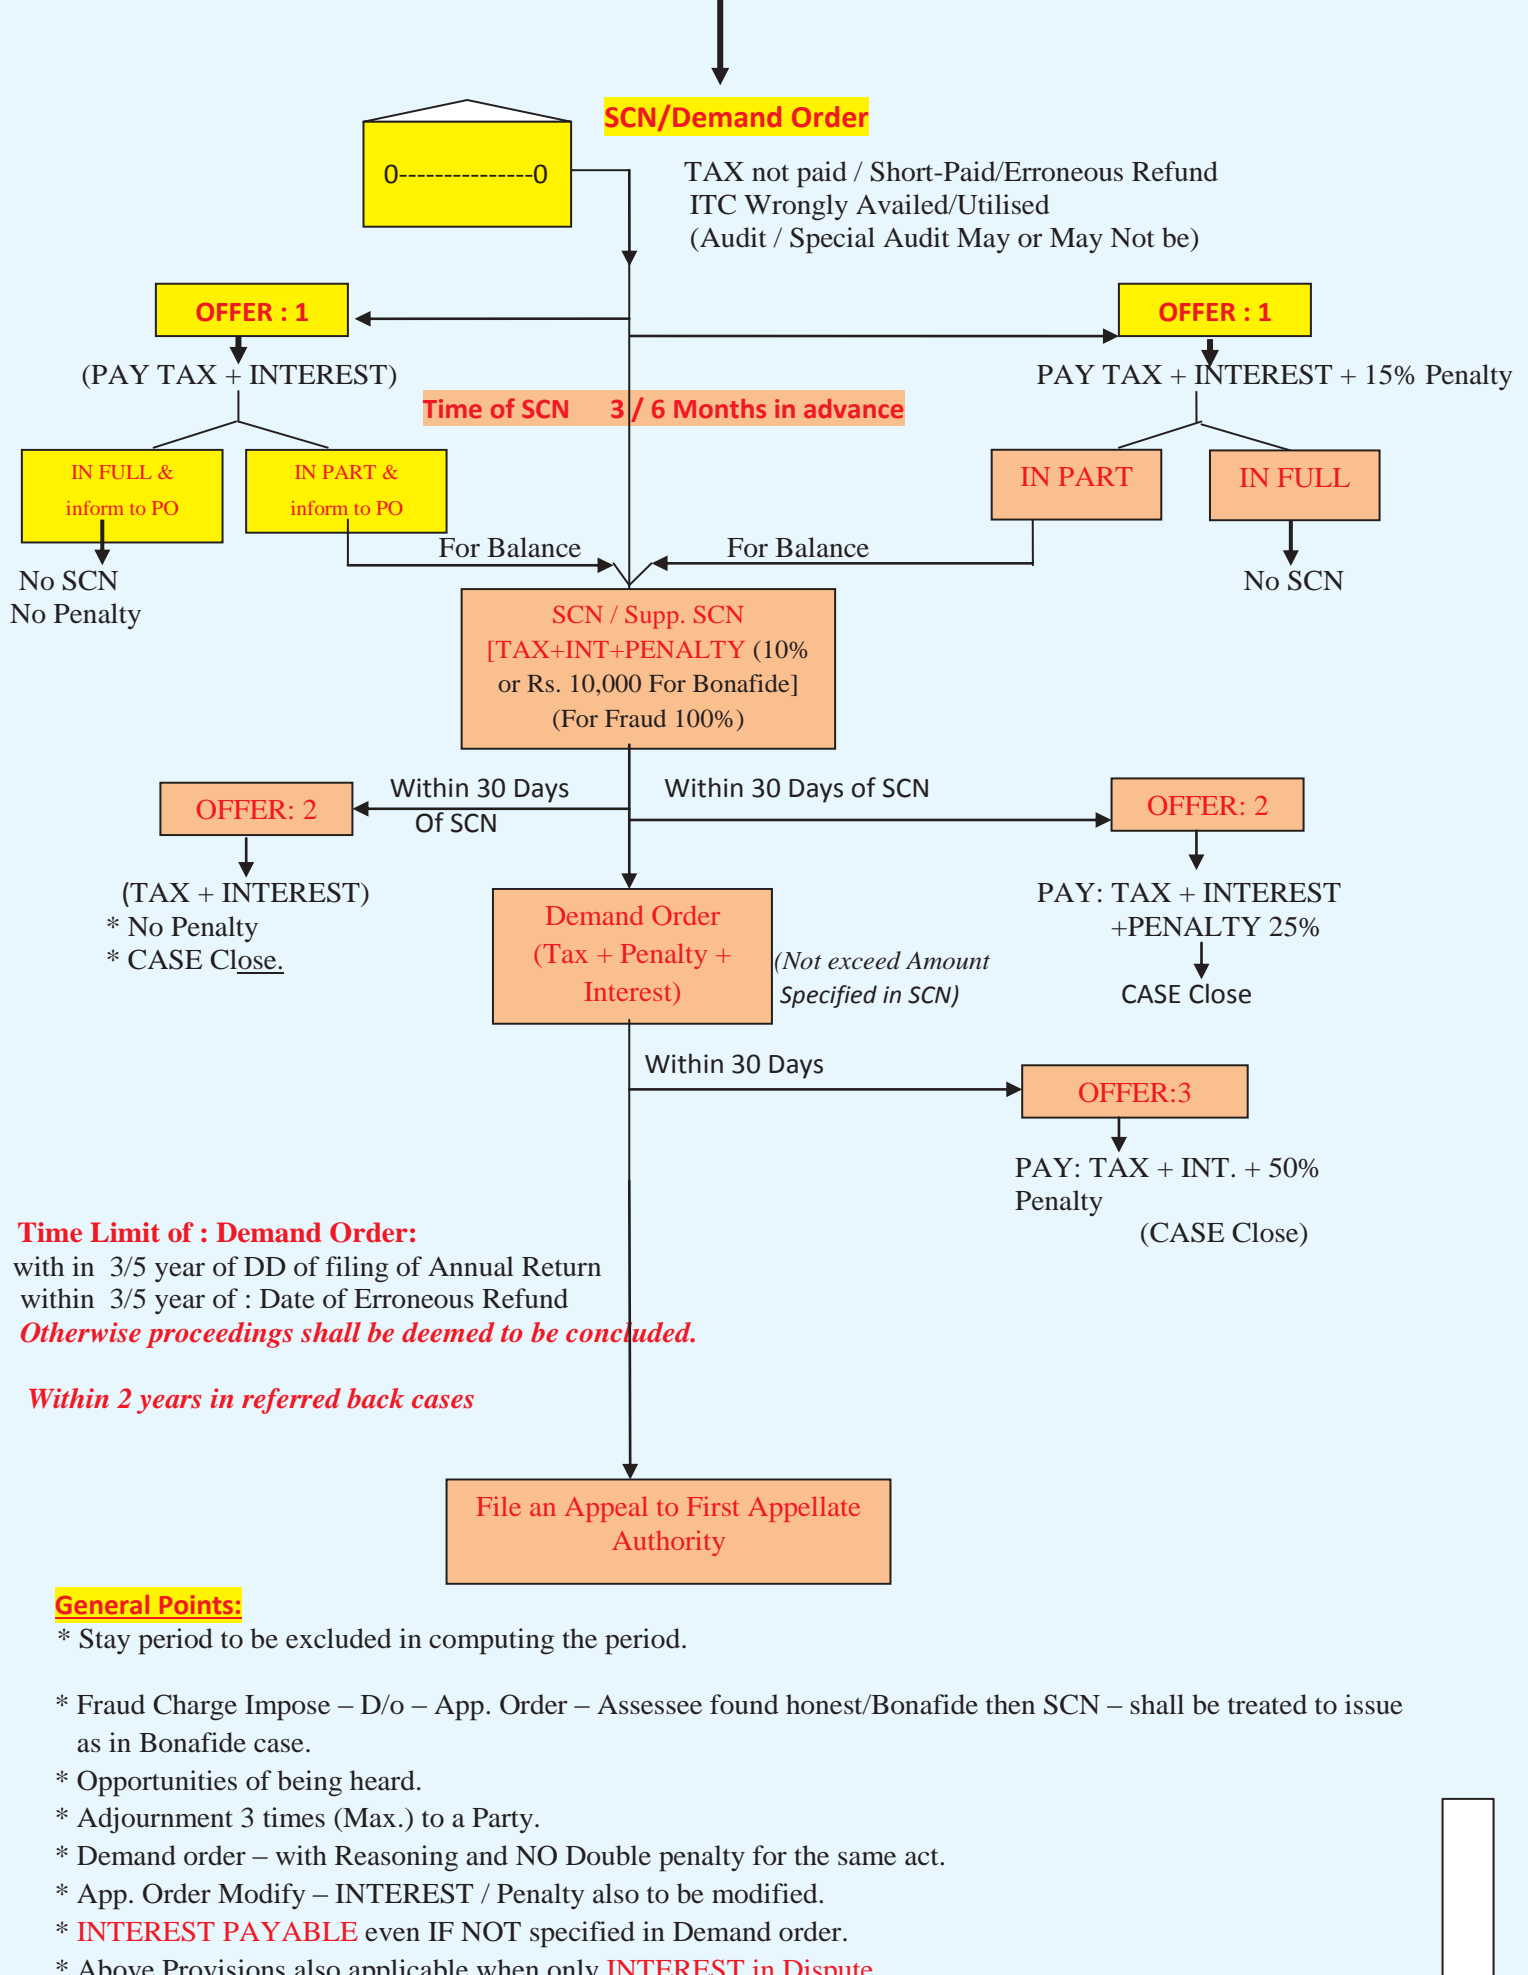 SCN/Demand Order
0---------------0
TAX not paid / Short-Paid/Erroneous Refund
ITC Wrongly Availed/Utilised
(Audit / Special Audit May or May Not be)
OFFER : 1
OFFER : 1
(PAY TAX + INTEREST)
PAY TAX + INTEREST + 15% Penalty
Time of SCN 3 / 6 Months in advance
IN FULL &
inform to PO
IN PART &
inform to PO
IN PART
IN FULL
For Balance
For Balance
No SCN
No Penalty
No SCN
SCN / Supp. SCN
[TAX+INT+PENALTY (10%
or Rs. 10,000 For Bonafide]
(For Fraud 100%)
Within 30 Days
Of SCN
Within 30 Days of SCN
OFFER: 2
OFFER: 2
(TAX + INTEREST)
* No Penalty
* CASE Close.
Demand Order
(Tax + Penalty +
Interest)
(Not exceed Amount
Specified in SCN)
PAY: TAX + INTEREST
+PENALTY 25%
CASE Close
Within 30 Days
OFFER:3
PAY: TAX + INT. + 50%
Penalty
(CASE Close)
Time Limit of : Demand Order:
with in 3/5 year of DD of filing of Annual Return
within 3/5 year of : Date of Erroneous Refund
Otherwise proceedings shall be deemed to be concluded.
Within 2 years in referred back cases
File an Appeal to First Appellate
Authority
General Points:
* Stay period to be excluded in computing the period.
* Fraud Charge Impose – D/o – App. Order – Assessee found honest/Bonafide then SCN – shall be treated to issue
as in Bonafide case.
* Opportunities of being heard.
* Adjournment 3 times (Max.) to a Party.
* Demand order – with Reasoning and NO Double penalty for the same act.
* App. Order Modify – INTEREST / Penalty also to be modified.
* INTEREST PAYABLE even IF NOT specified in Demand order.
* Above Provisions also applicable when only INTEREST in Dispute